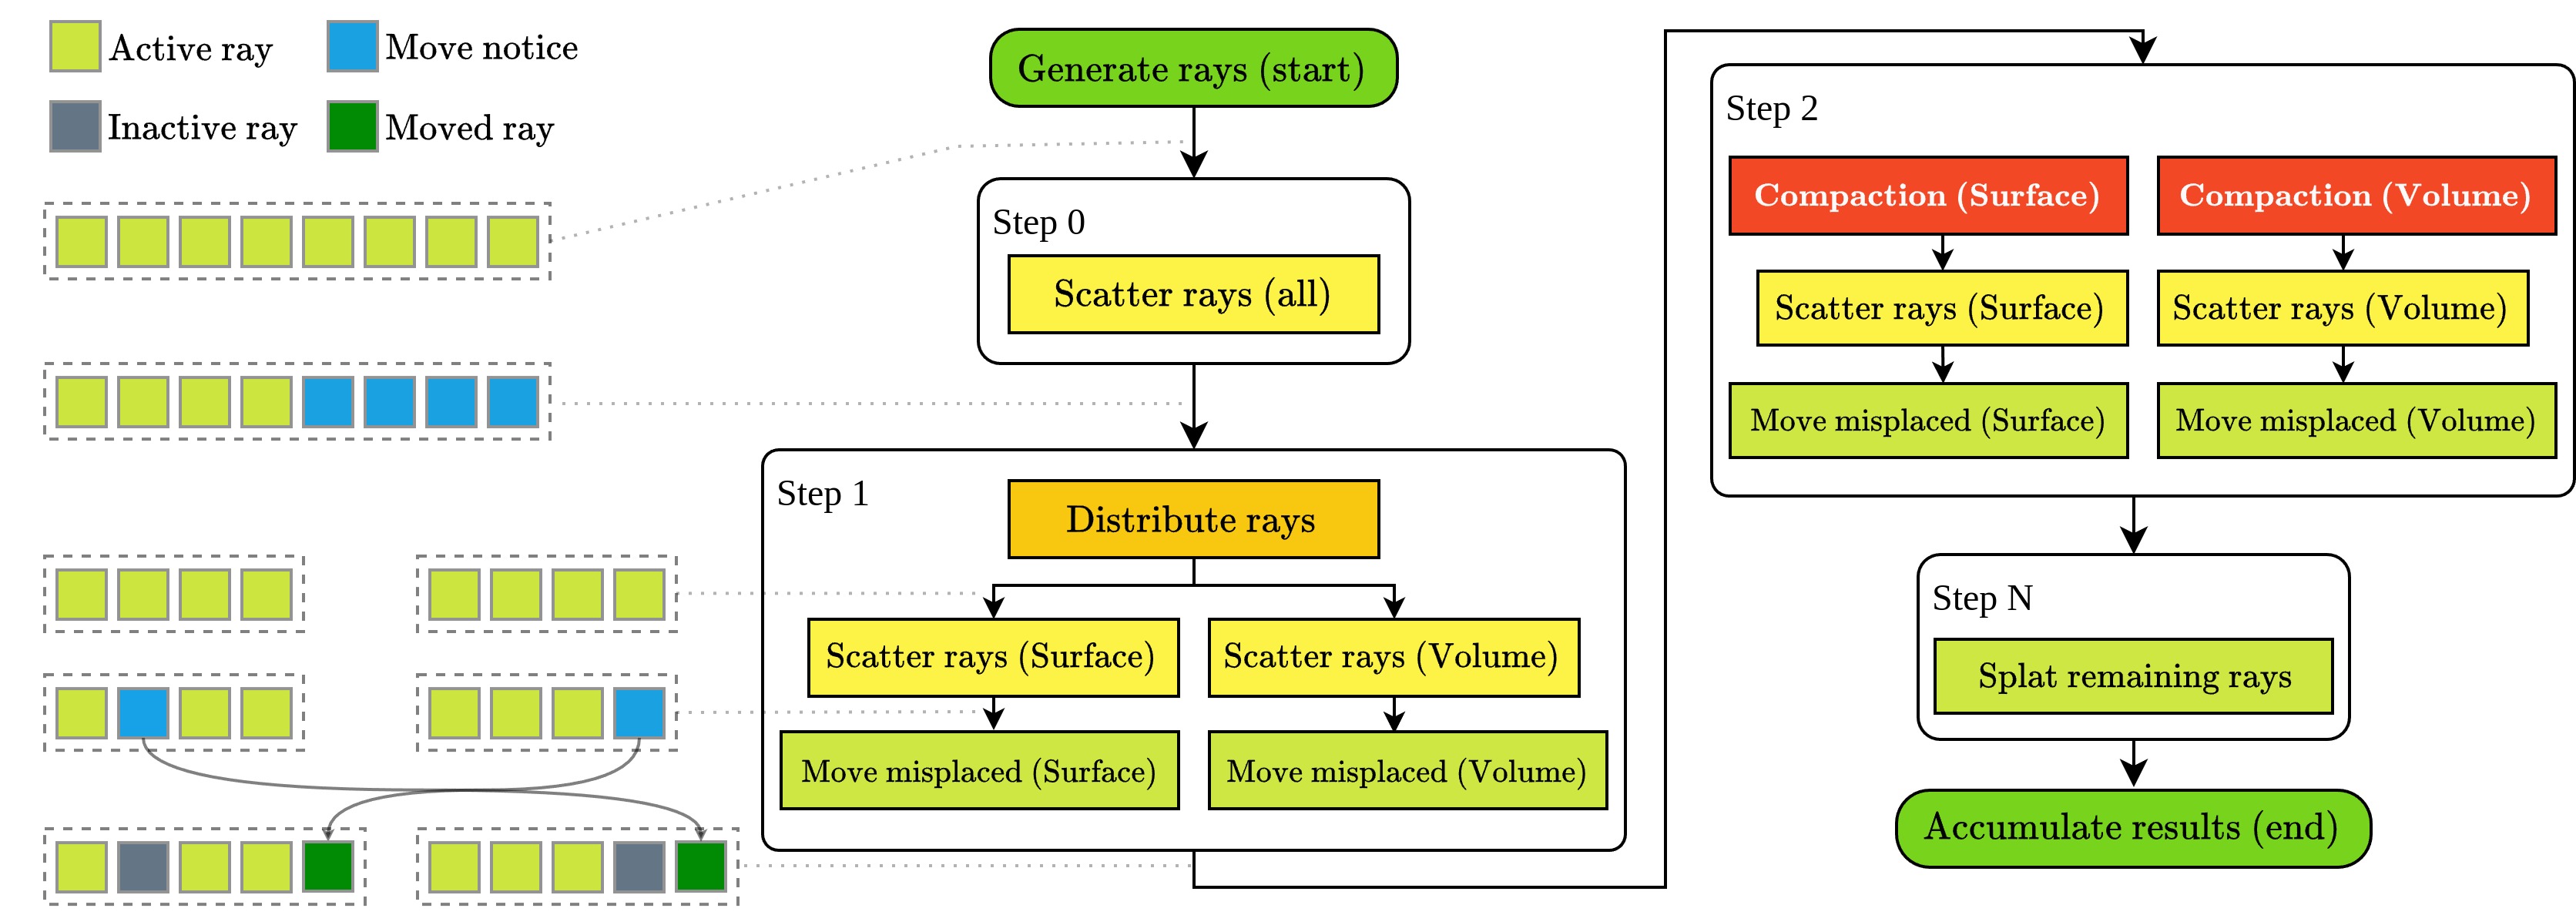 Active ray
Move notice
Inactive ray
Moved ray
Generate rays (start)
Step 0
Scatter rays (all)
Step 1
Distribute rays
Scatter rays (Surface)
Scatter rays (Volume)
Move misplaced (Surface)
Move misplaced (Volume)
Step 2
Compaction (Surface)
Compaction (Volume)
Scatter rays (Surface)
Scatter rays (Volume)
Move misplaced (Surface)
Move misplaced (Volume)
Step N
Splat remaining rays
Accumulate results (end)